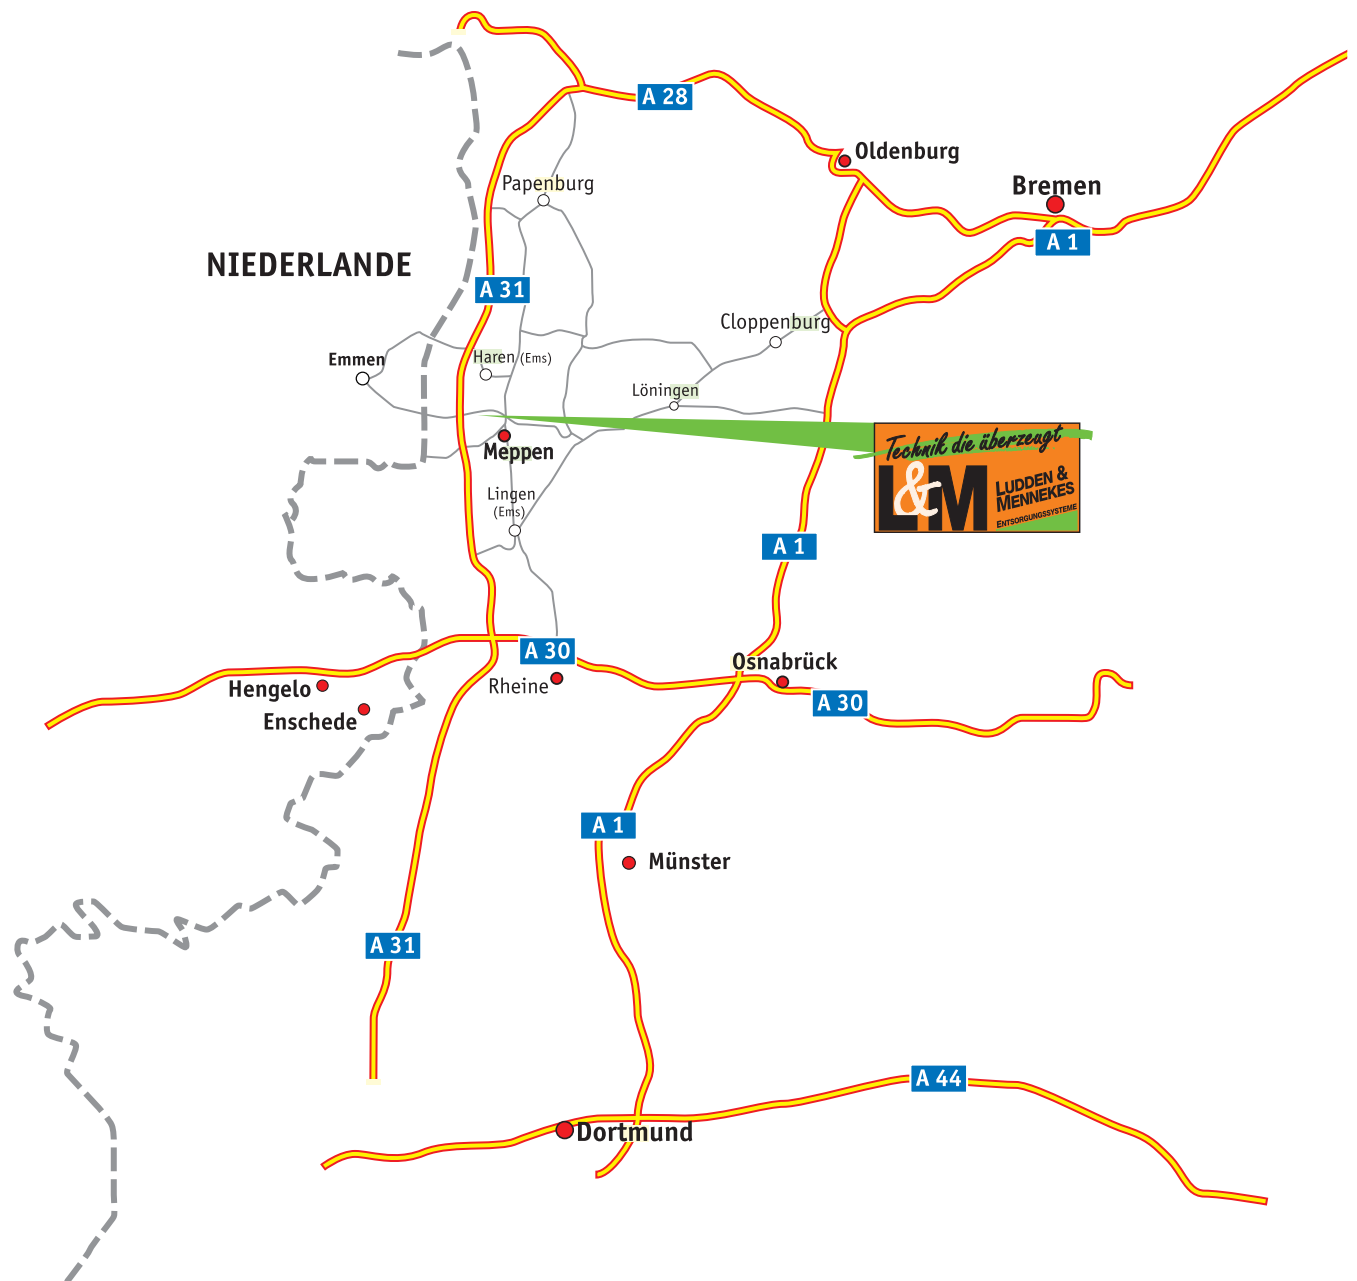 A 28
Oldenburg
Papenburg
Bremen
A 1
NIEDERLANDE
A 31
Cloppenburg
Emmen
Haren (Ems)
Löningen
Technik die überzeugt
L&M
LUDDEN &
MENNEKES
ENTSORGUNGSSYSTEME
Meppen
Lingen
(Ems)
A 1
A 30
Osnabrück
Rheine
Hengelo
A 30
Enschede
A 1
Münster
A 31
A 44
Dortmund